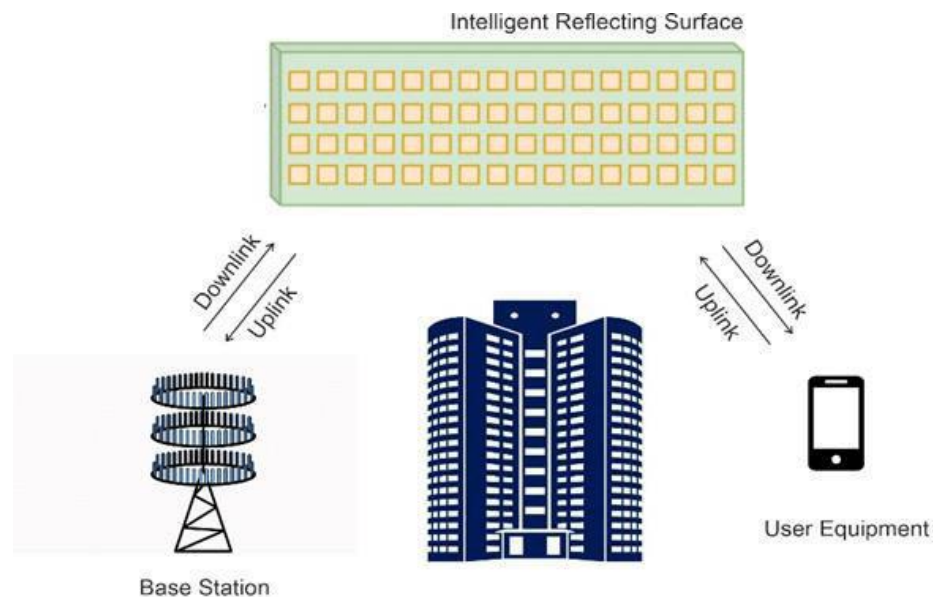 Intelligent Reflecting Surface
Downlink
Uplink
Downlink
Uplink
User Equipment
Base Station